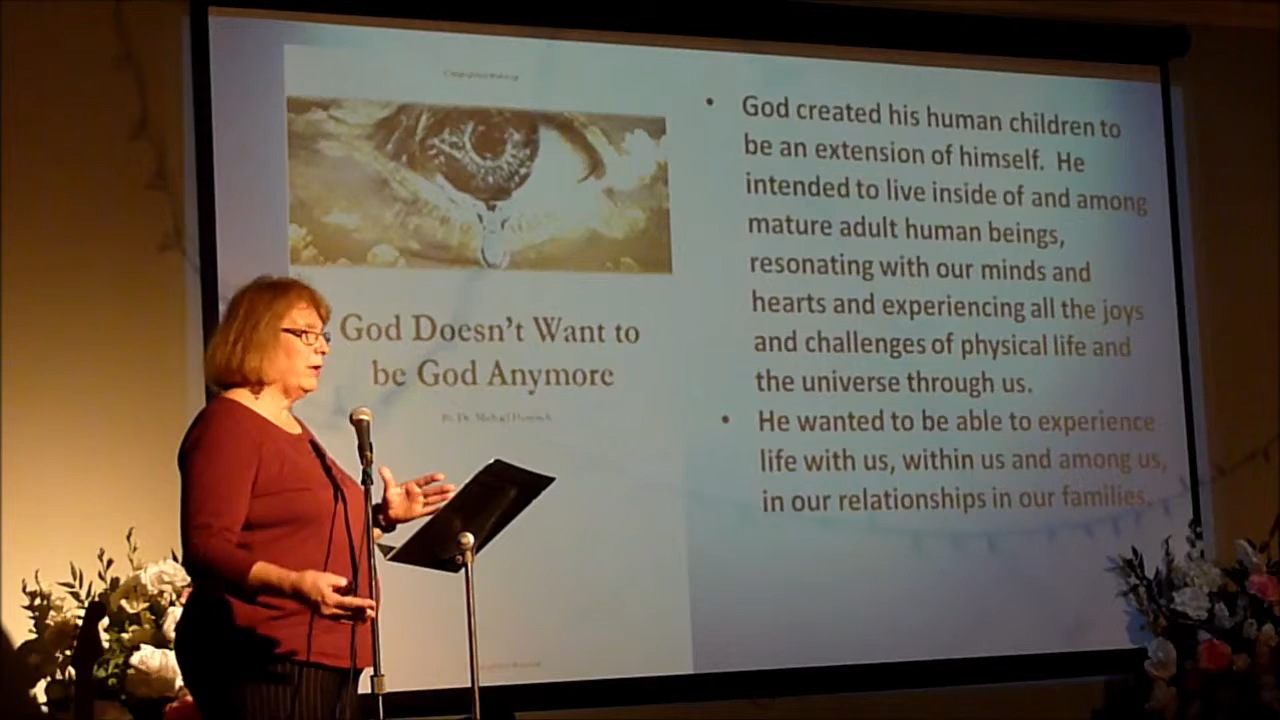 God Doesn't Want to
be God Anymore
By Dr. Michael
• God created his human children to
be an extension of himself. He
intended to live inside of and among
mature adult human beings,
resonating with our minds and
hearts and experiencing all the joys
and challenges of physical life and
the universe through us.
• He wanted to be able to experience
life with us, within us and among us,
in our relationships in our families.